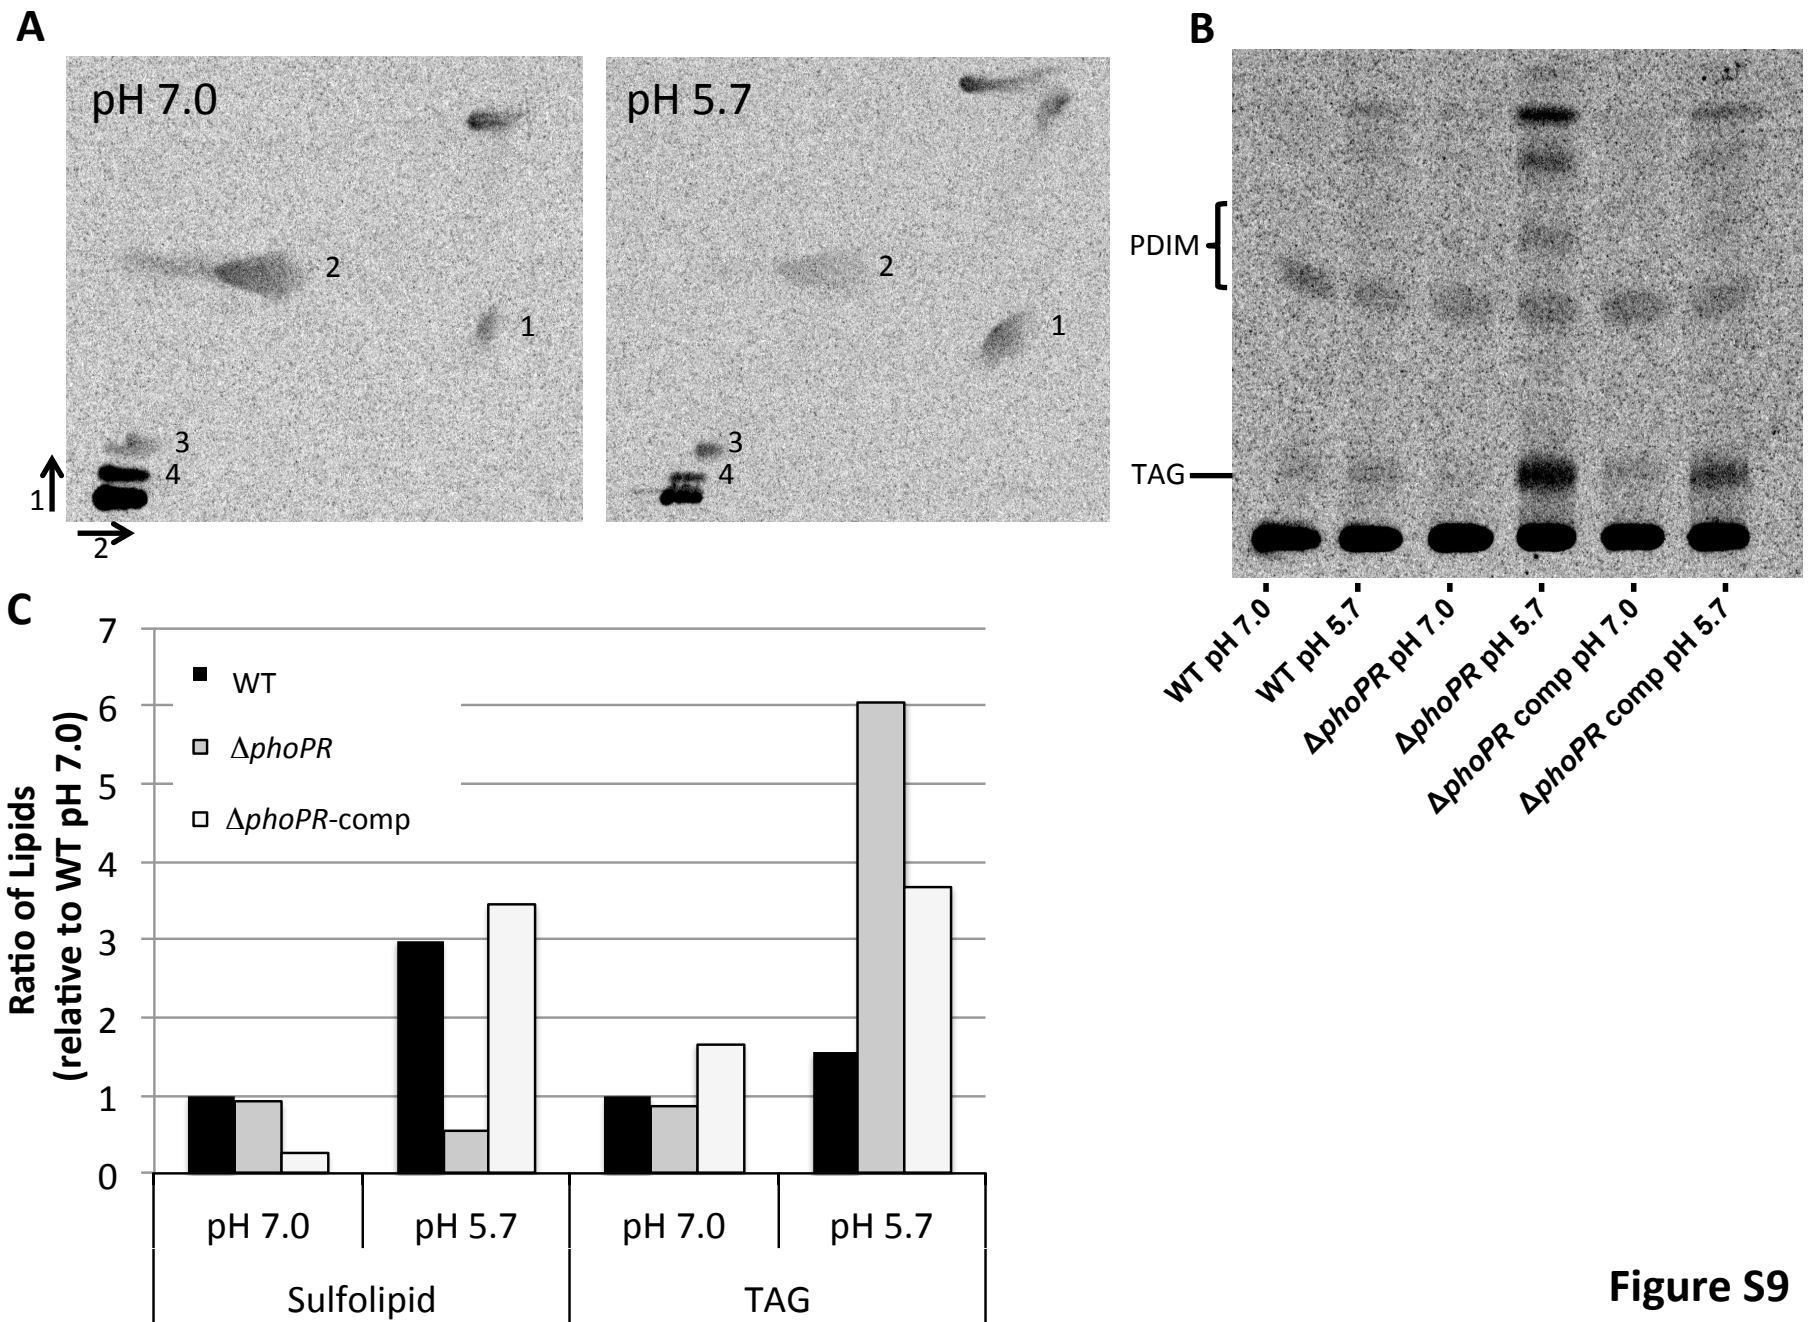 A
pH 7.0
2
1
3
4
1
2
pH 5.7
2
1
3
4
B
PDIM
TAG
WT pH 7.0
WT pH 5.7
ΔphoPR pH 7.0
ΔphoPR pH 5.7
ΔphoPR comp pH 7.0
ΔphoPR comp pH 5.7
C
Ratio of Lipids
(relative to WT pH 7.0)
7
6
5
4
3
2
1
0
WT
ΔphoPR
ΔphoPR-comp
pH 7.0
pH 5.7
pH 7.0
pH 5.7
Sulfolipid
TAG
Figure S9